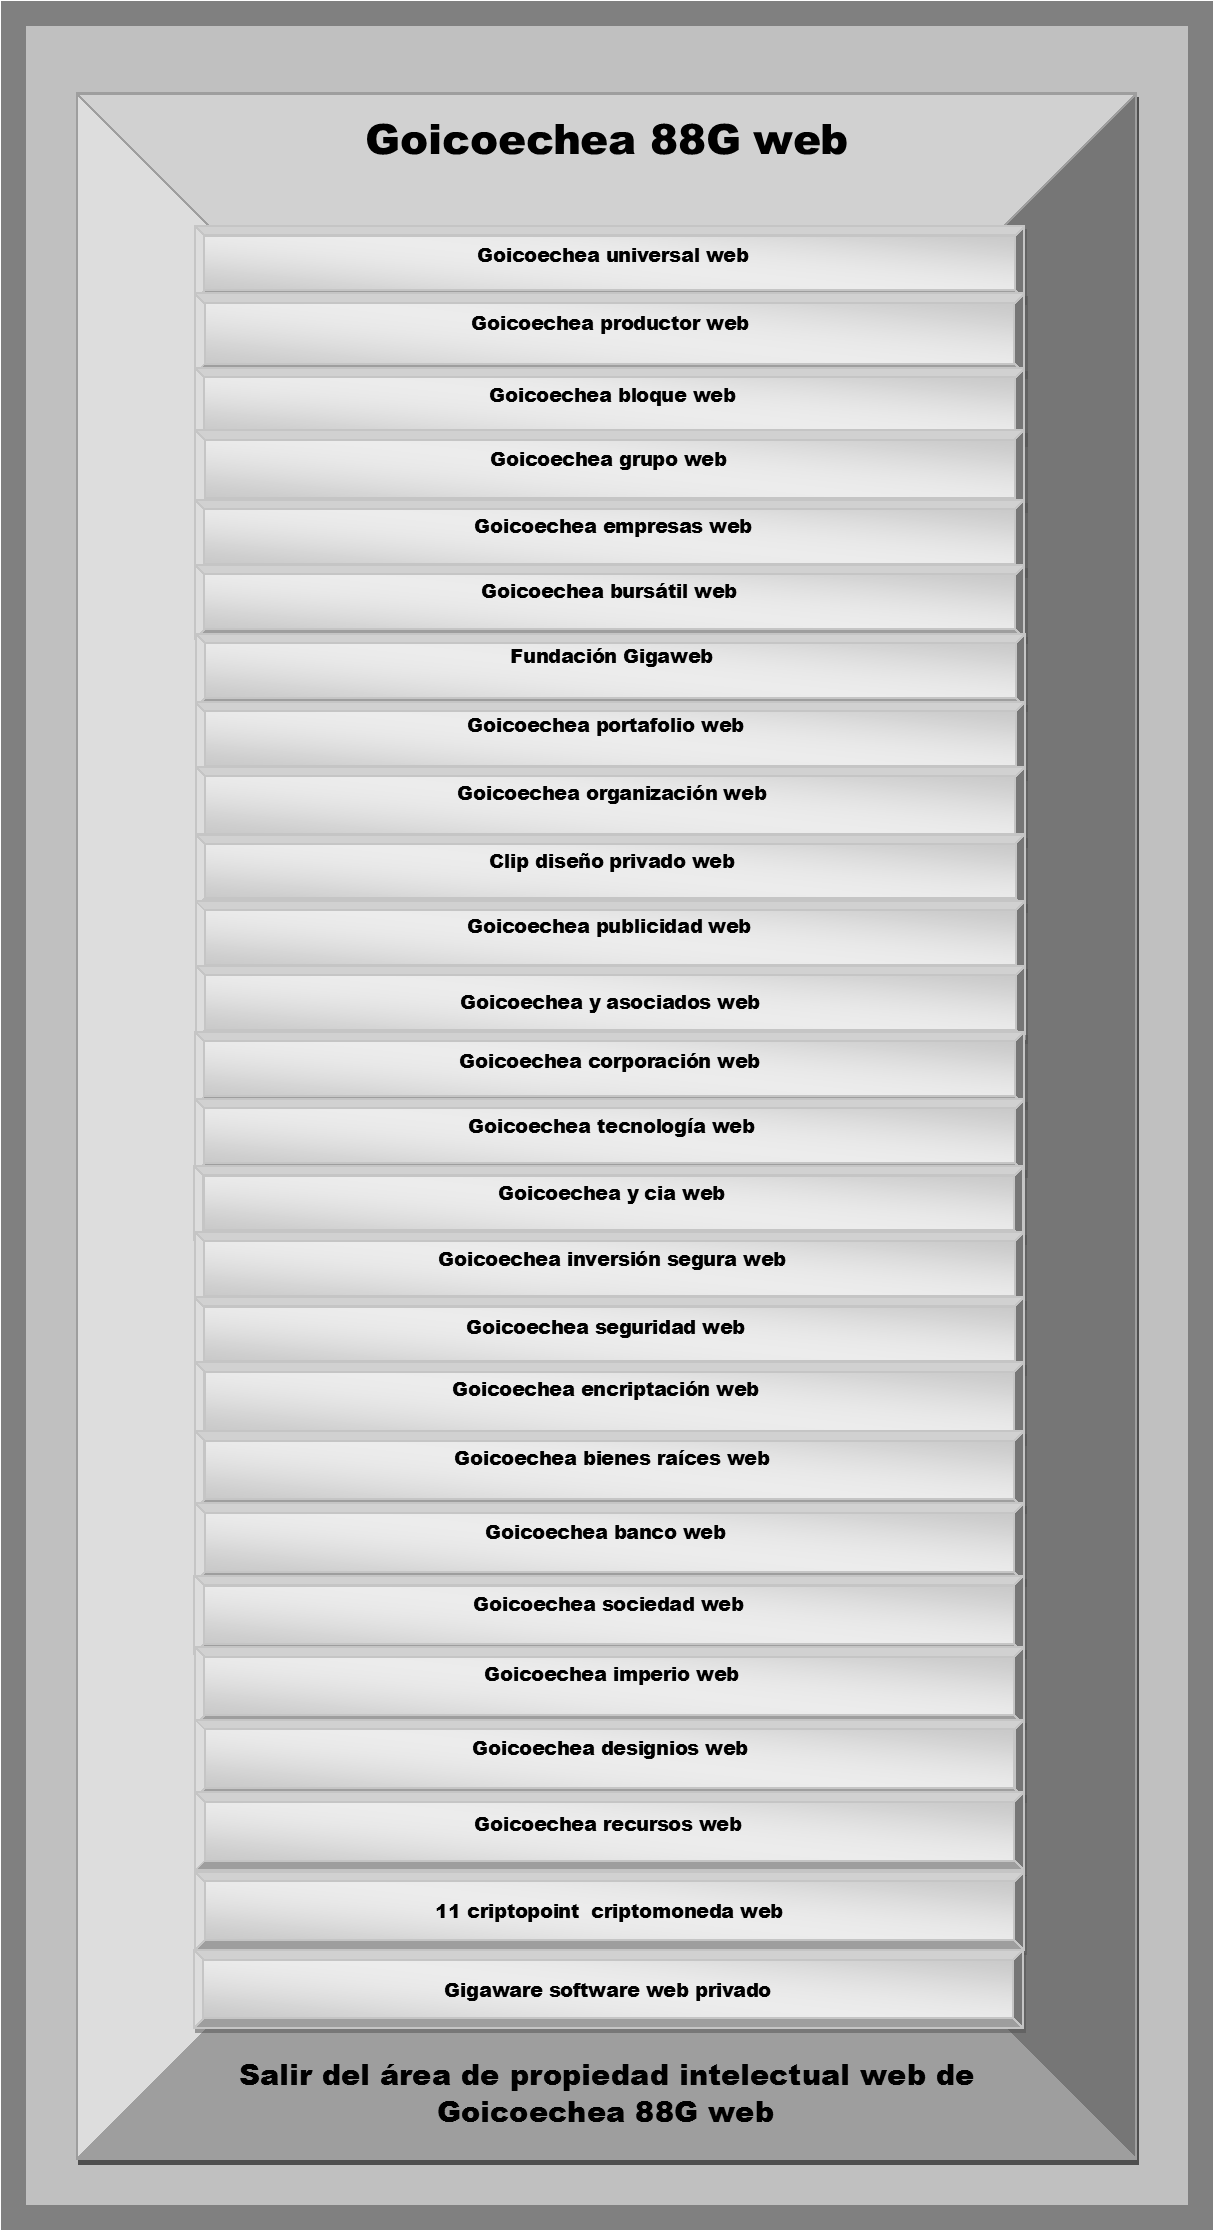 Goicoechea 88G web
Goicoechea universal web
Goicoechea productor web
Goicoechea bloque web
Goicoechea grupo web
Goicoechea empresas web
Goicoechea bursátil web
Fundación Gigaweb
Goicoechea portafolio web
Goicoechea organización web
Clip diseño privado web
Goicoechea publicidad web
Goicoechea y asociados web
Goicoechea corporación web
Goicoechea tecnología web
Goicoechea y cia web
Goicoechea inversión segura web
Goicoechea seguridad web
Goicoechea encriptación web
Goicoechea bienes raíces web
Goicoechea banco web
Goicoechea sociedad web
Goicoechea imperio web
Goicoechea designios web
Goicoechea recursos web
11 criptopoint  criptomoneda web
Gigaware software web privado
Salir del área de propiedad intelectual web de
Goicoechea 88G web